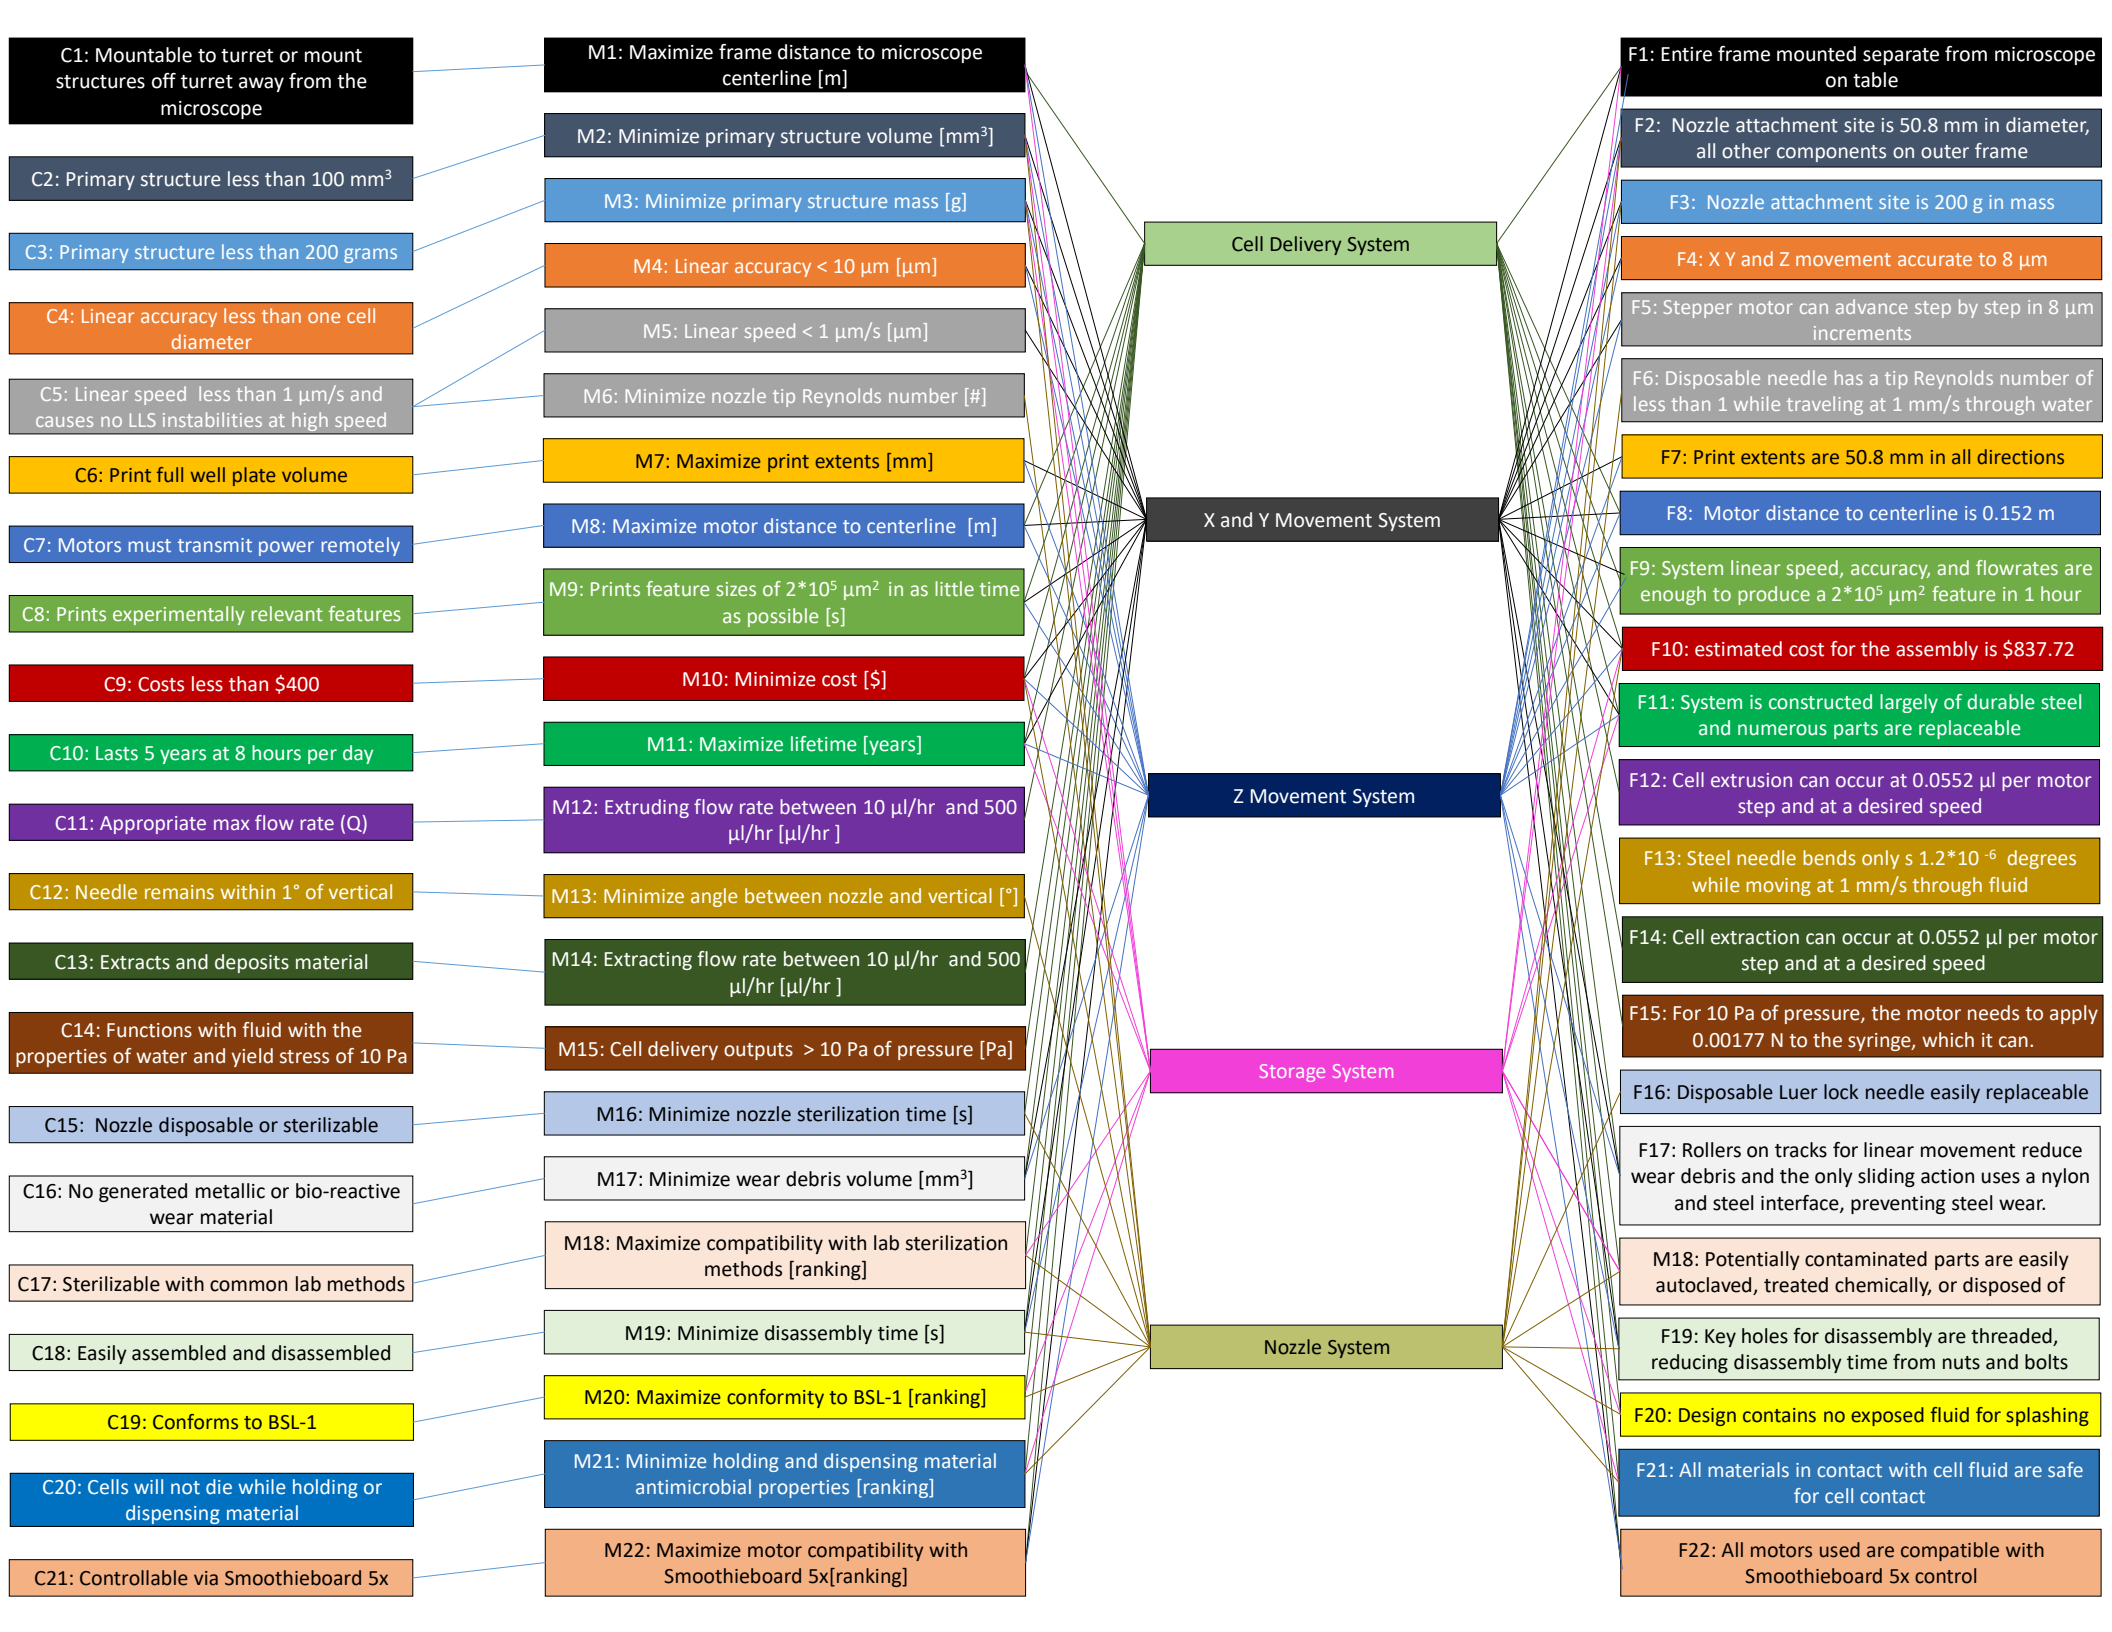 C1: Mountable to turret or mount
structures off turret away from the
microscope
C2: Primary structure less than 100 mm³
C3: Primary structure less than 200 grams
C4: Linear accuracy less than one cell
diameter
C5: Linear speed  less than 1 µm/s and
causes no LLS instabilities at high speed
C6: Print full well plate volume
C7: Motors must transmit power remotely
C8: Prints experimentally relevant features
C9: Costs less than $400
C10: Lasts 5 years at 8 hours per day
C11: Appropriate max flow rate (Q)
C12: Needle remains within 1° of vertical
C13: Extracts and deposits material
C14: Functions with fluid with the
properties of water and yield stress of 10 Pa
C15:  Nozzle disposable or sterilizable
C16: No generated metallic or bio-reactive
wear material
C17: Sterilizable with common lab methods
C18: Easily assembled and disassembled
C19: Conforms to BSL-1
C20: Cells will not die while holding or
dispensing material
C21: Controllable via Smoothieboard 5x
M1: Maximize frame distance to microscope
centerline [m]
M2: Minimize primary structure volume [mm³]
M3: Minimize primary structure mass [g]
M4: Linear accuracy < 10 µm [µm]
M5: Linear speed < 1 µm/s [µm]
M6: Minimize nozzle tip Reynolds number [#]
M7: Maximize print extents [mm]
M8: Maximize motor distance to centerline  [m]
M9: Prints feature sizes of 2*10⁵ µm²  in as little time
as possible [s]
M10: Minimize cost [$]
M11: Maximize lifetime [years]
M12: Extruding flow rate between 10 µl/hr  and 500
µl/hr [µl/hr ]
M13: Minimize angle between nozzle and vertical [°]
M14: Extracting flow rate between 10 µl/hr  and 500
µl/hr [µl/hr ]
M15: Cell delivery outputs  > 10 Pa of pressure [Pa]
M16: Minimize nozzle sterilization time [s]
M17: Minimize wear debris volume [mm³]
M18: Maximize compatibility with lab sterilization
methods [ranking]
M19: Minimize disassembly time [s]
M20: Maximize conformity to BSL-1 [ranking]
M21: Minimize holding and dispensing material
antimicrobial properties [ranking]
M22: Maximize motor compatibility with
Smoothieboard 5x[ranking]
Cell Delivery System
X and Y Movement System
Z Movement System
Storage System
Nozzle System
F1: Entire frame mounted separate from microscope
on table
F2:  Nozzle attachment site is 50.8 mm in diameter,
all other components on outer frame
F3:  Nozzle attachment site is 200 g in mass
F4: X Y and Z movement accurate to 8 µm
F5: Stepper motor can advance step by step in 8 µm
increments
F6: Disposable needle has a tip Reynolds number of
less than 1 while traveling at 1 mm/s through water
F7: Print extents are 50.8 mm in all directions
F8:  Motor distance to centerline is 0.152 m
F9: System linear speed, accuracy, and flowrates are
enough to produce a 2*10⁵ µm² feature in 1 hour
F10: estimated cost for the assembly is $837.72
F11: System is constructed largely of durable steel
and numerous parts are replaceable
F12: Cell extrusion can occur at 0.0552 µl per motor
step and at a desired speed
F13: Steel needle bends only s 1.2*10 ⁻⁶  degrees
while moving at 1 mm/s through fluid
F14: Cell extraction can occur at 0.0552 µl per motor
step and at a desired speed
F15: For 10 Pa of pressure, the motor needs to apply
0.00177 N to the syringe, which it can.
F16: Disposable Luer lock needle easily replaceable
F17: Rollers on tracks for linear movement reduce
wear debris and the only sliding action uses a nylon
and steel interface, preventing steel wear.
M18: Potentially contaminated parts are easily
autoclaved, treated chemically, or disposed of
F19: Key holes for disassembly are threaded,
reducing disassembly time from nuts and bolts
F20: Design contains no exposed fluid for splashing
F21: All materials in contact with cell fluid are safe
for cell contact
F22: All motors used are compatible with
Smoothieboard 5x control